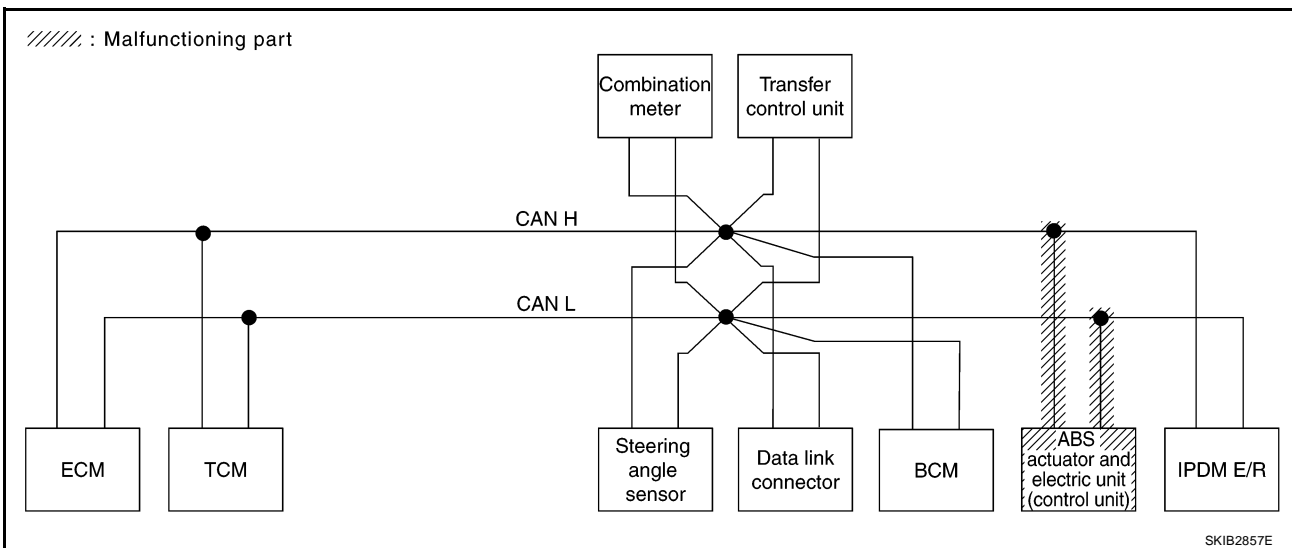 : Malfunctioning part
Combination
meter
Transfer
control unit
CAN H
CAN L
ECM
TCM
Steering
angle
sensor
Data link
connector
BCM
ABS
actuator and
electric unit
(control unit)
IPDM E/R
SKIB2857E